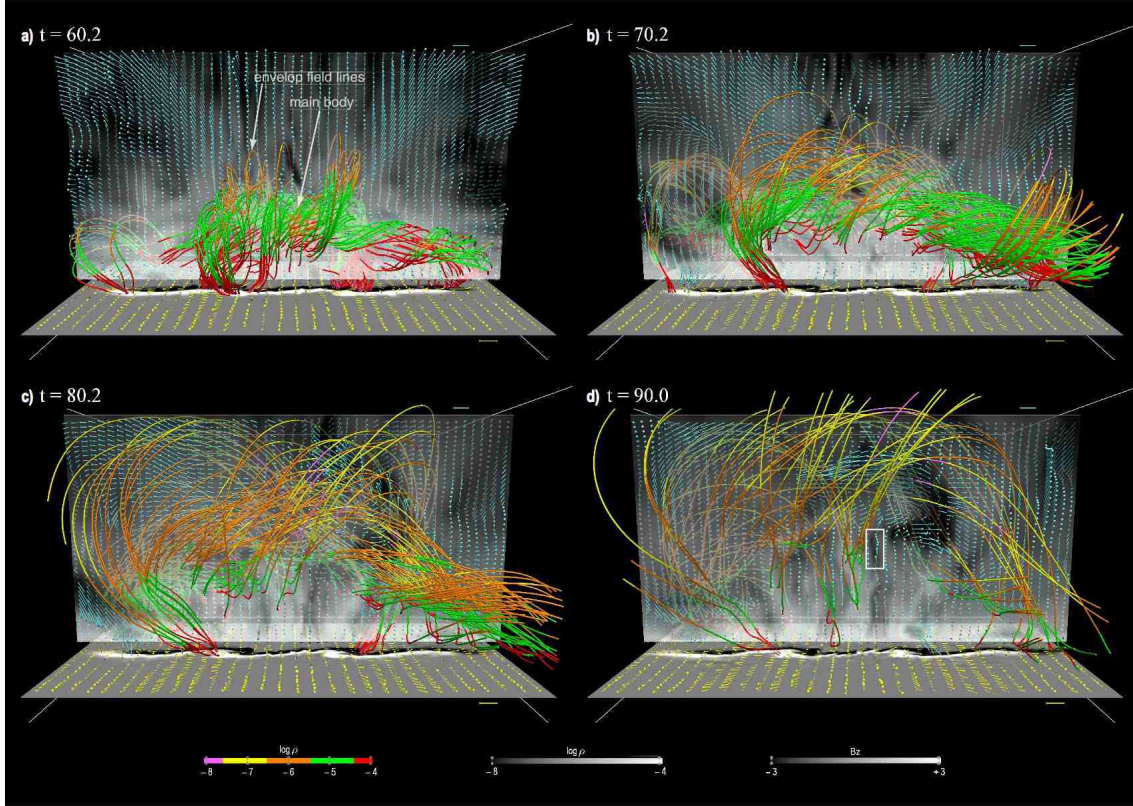 a) t = 60.2
b) t = 70.2
envelop field lines
main body
c) t = 80.2
d) t = 90.0
log ρ
−8 −7 −6 −5 −4
log ρ
−8 −4
Bz
−3 +3